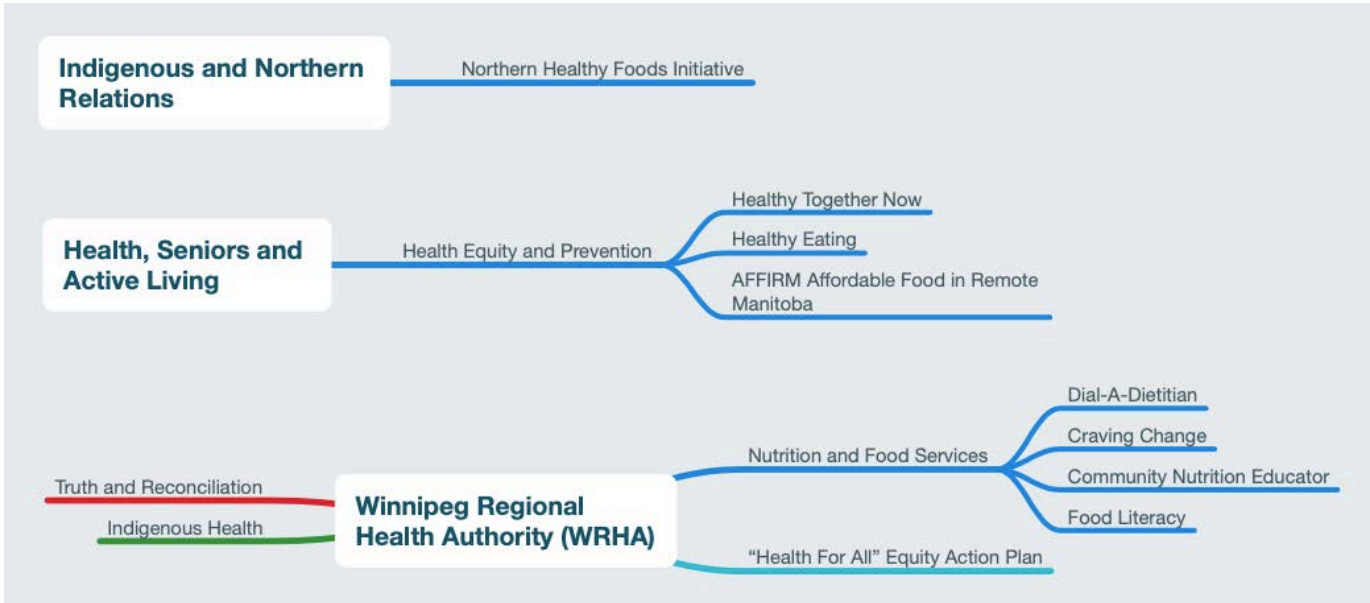 Indigenous and Northern
Relations
Northern Healthy Foods Initiative
Health, Seniors and
Active Living
Health Equity and Prevention
Healthy Together Now
Healthy Eating
AFFIRM Affordable Food in Remote
Manitoba
Truth and Reconciliation
Indigenous Health
Winnipeg Regional
Health Authority (WRHA)
Nutrition and Food Services
Dial-A-Dietitian
Craving Change
Community Nutrition Educator
Food Literacy
“Health For All” Equity Action Plan